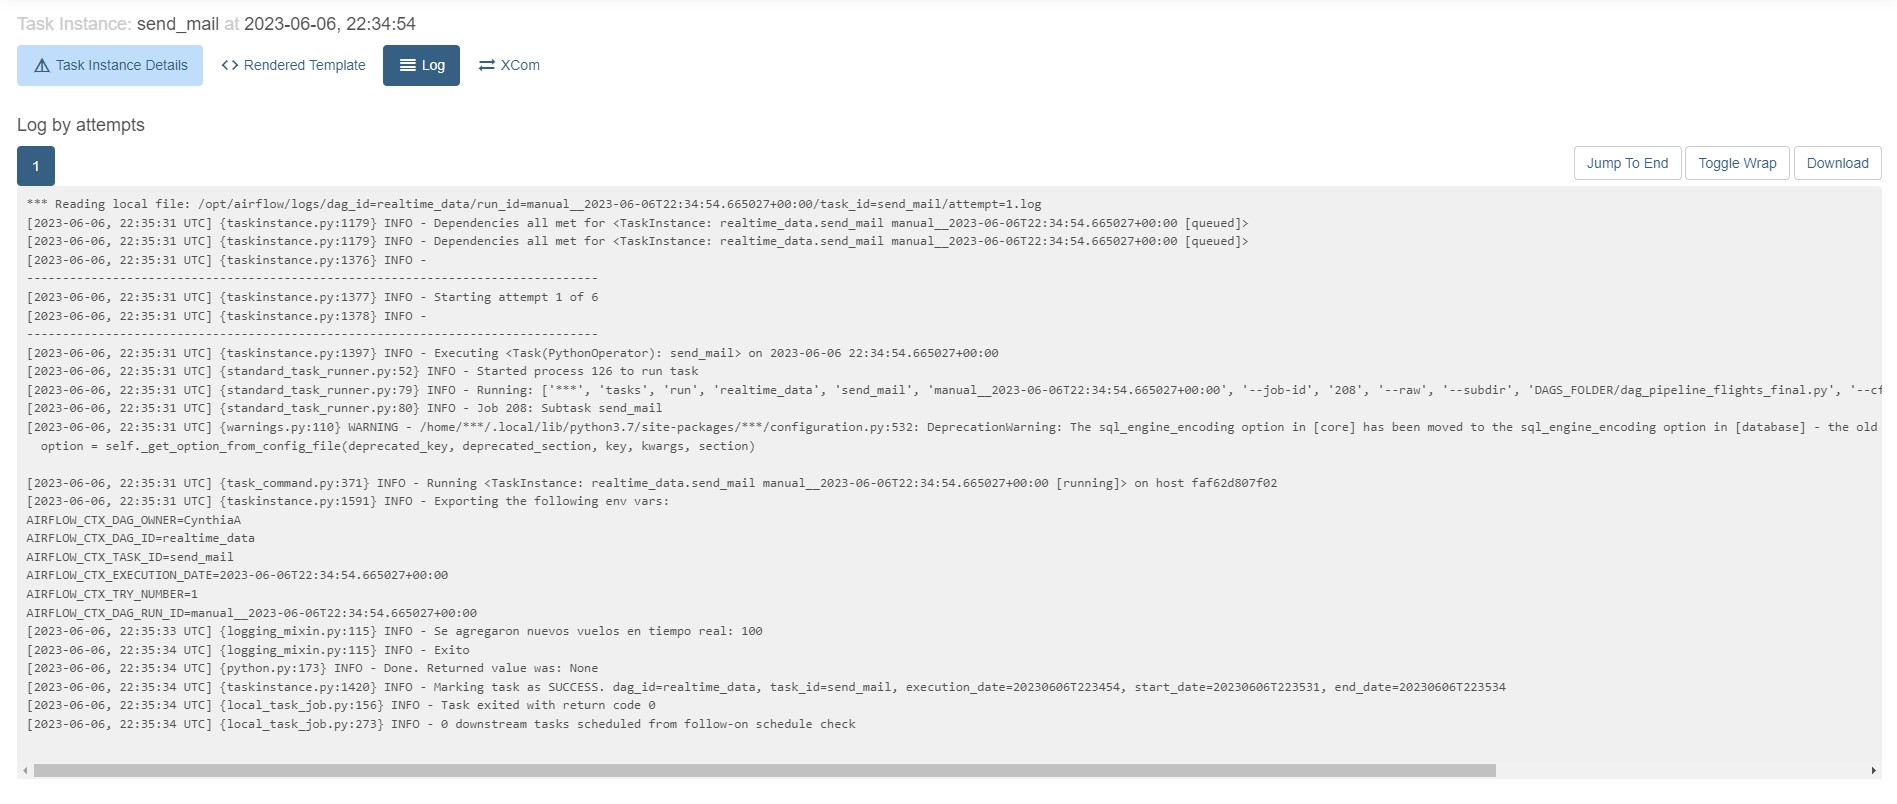 Task Instance: send_mail at 2023-06-06, 22:34:54
Task Instance Details
Rendered Template
Log
XCom
Log by attempts
1
Jump To End
Toggle Wrap
Download
*** Reading local file: /opt/airflow/logs/dag_id=realtime_data/run_id=manual__2023-06-06T22:34:54.665027+00:00/task_id=send_mail/attempt=1.log
[2023-06-06, 22:35:31 UTC] {taskinstance.py:1179} INFO - Dependencies all met for <TaskInstance: realtime_data.send_mail manual__2023-06-06T22:34:54.665027+00:00 [queued]>
[2023-06-06, 22:35:31 UTC] {taskinstance.py:1179} INFO - Dependencies all met for <TaskInstance: realtime_data.send_mail manual__2023-06-06T22:34:54.665027+00:00 [queued]>
[2023-06-06, 22:35:31 UTC] {taskinstance.py:1376} INFO -
--------------------------------------------------------------------------------
[2023-06-06, 22:35:31 UTC] {taskinstance.py:1377} INFO - Starting attempt 1 of 6
[2023-06-06, 22:35:31 UTC] {taskinstance.py:1378} INFO -
--------------------------------------------------------------------------------
[2023-06-06, 22:35:31 UTC] {taskinstance.py:1397} INFO - Executing <Task(PythonOperator): send_mail> on 2023-06-06 22:34:54.665027+00:00
[2023-06-06, 22:35:31 UTC] {standard_task_runner.py:52} INFO - Started process 126 to run task
[2023-06-06, 22:35:31 UTC] {standard_task_runner.py:79} INFO - Running: ['***', 'tasks', 'run', 'realtime_data', 'send_mail', 'manual__2023-06-06T22:34:54.665027+00:00', '--job-id', '208', '--raw', '--subdir', 'DAGS_FOLDER/dag_pipeline_flights_final.py', '--cf
[2023-06-06, 22:35:31 UTC] {standard_task_runner.py:80} INFO - Job 208: Subtask send_mail
[2023-06-06, 22:35:31 UTC] {warnings.py:110} WARNING - /home/***/.local/lib/python3.7/site-packages/***/configuration.py:532: DeprecationWarning: The sql_engine_encoding option in [core] has been moved to the sql_engine_encoding option in [database] - the old
option = self._get_option_from_config_file(deprecated_key, deprecated_section, key, kwargs, section)
[2023-06-06, 22:35:31 UTC] {task_command.py:371} INFO - Running <TaskInstance: realtime_data.send_mail manual__2023-06-06T22:34:54.665027+00:00 [running]> on host faf62d807f02
[2023-06-06, 22:35:31 UTC] {taskinstance.py:1591} INFO - Exporting the following env vars:
AIRFLOW_CTX_DAG_OWNER=CynthiaA
AIRFLOW_CTX_DAG_ID=realtime_data
AIRFLOW_CTX_TASK_ID=send_mail
AIRFLOW_CTX_EXECUTION_DATE=2023-06-06T22:34:54.665027+00:00
AIRFLOW_CTX_TRY_NUMBER=1
AIRFLOW_CTX_DAG_RUN_ID=manual__2023-06-06T22:34:54.665027+00:00
[2023-06-06, 22:35:33 UTC] {logging_mixin.py:115} INFO - Se agregaron nuevos vuelos en tiempo real: 100
[2023-06-06, 22:35:34 UTC] {logging_mixin.py:115} INFO - Exito
[2023-06-06, 22:35:34 UTC] {python.py:173} INFO - Done. Returned value was: None
[2023-06-06, 22:35:34 UTC] {taskinstance.py:1420} INFO - Marking task as SUCCESS. dag_id=realtime_data, task_id=send_mail, execution_date=20230606T223454, start_date=20230606T223531, end_date=20230606T223534
[2023-06-06, 22:35:34 UTC] {local_task_job.py:156} INFO - Task exited with return code 0
[2023-06-06, 22:35:34 UTC] {local_task_job.py:273} INFO - 0 downstream tasks scheduled from follow-on schedule check